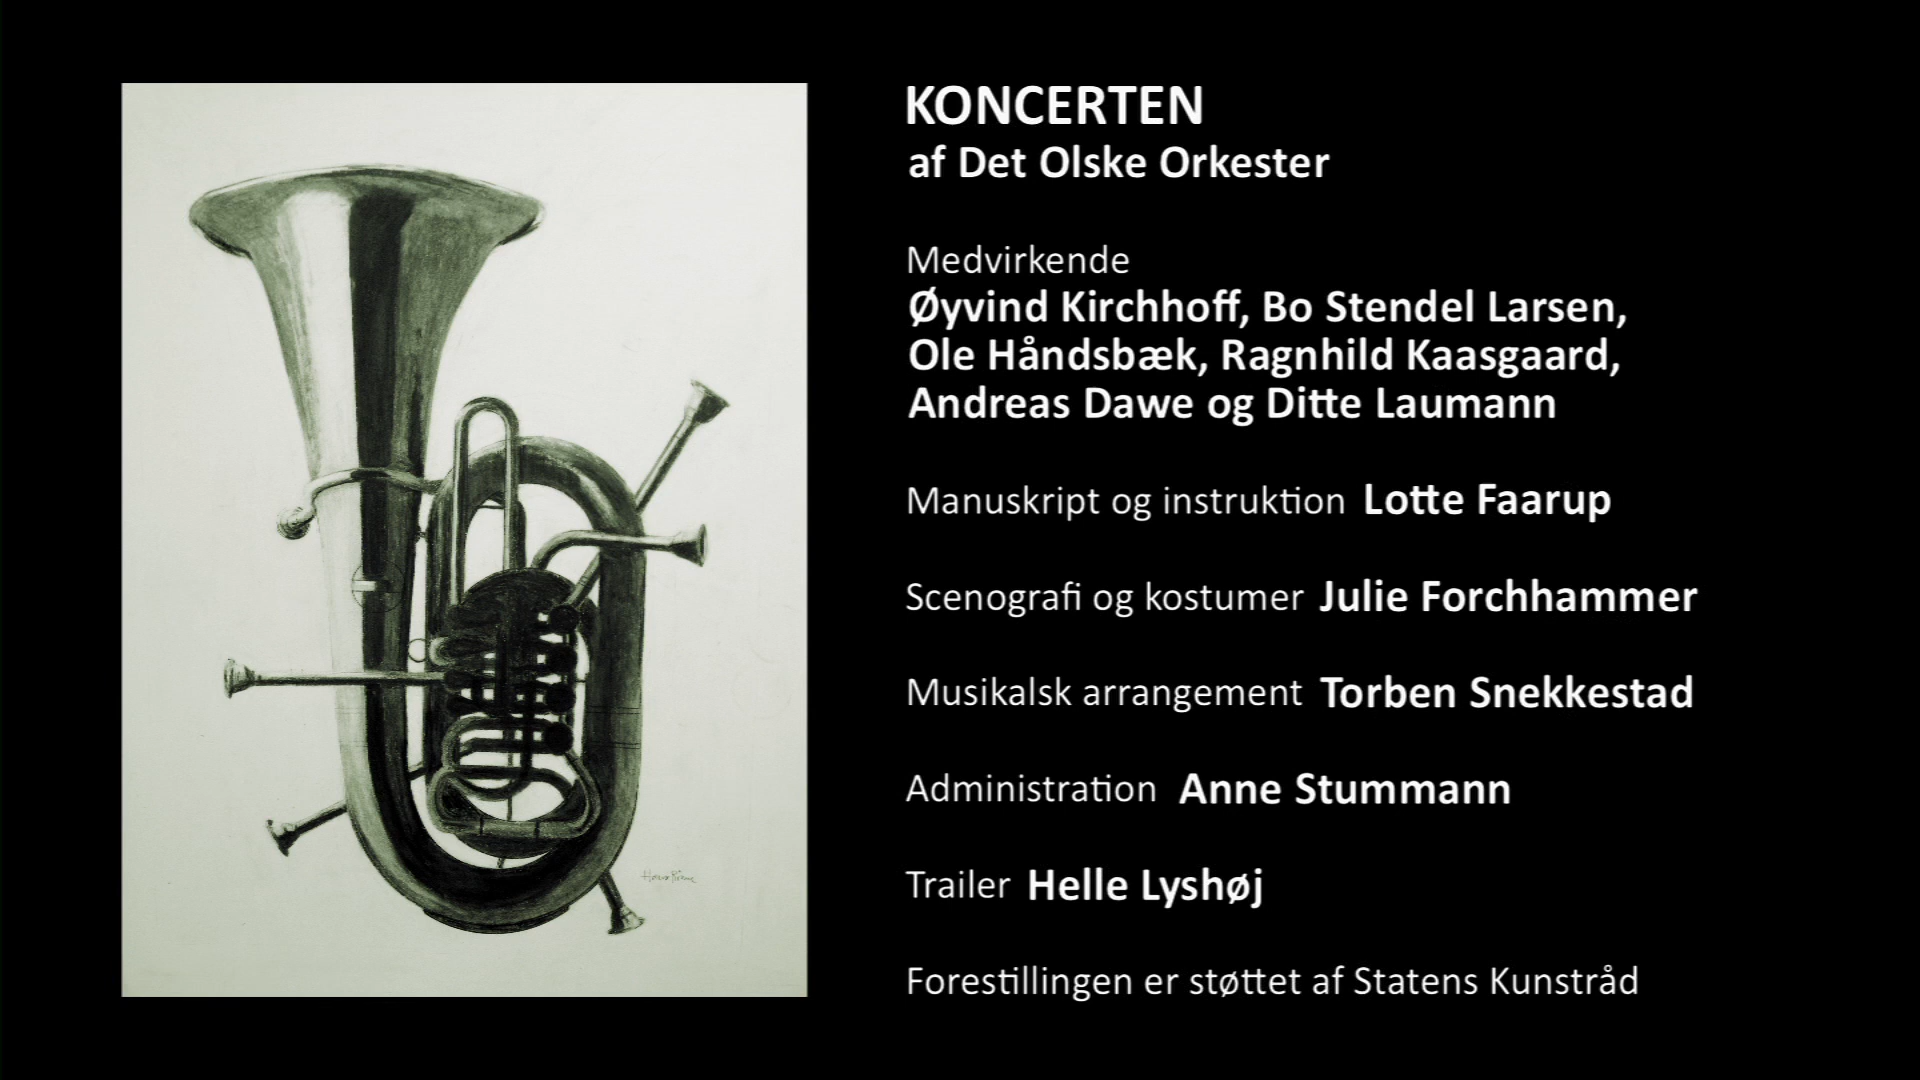 KONCERTEN
af Det Olske Orkester
Medvirkende
Øyvind Kirchhoff, Bo Stendel Larsen,
Ole Håndsbæk, Ragnhild Kaasgaard,
Andreas Dawe og Ditte Laumann
Manuskript og instruktion Lotte Faarup
Scenografi og kostumer Julie Forchhammer
Musikalsk arrangement Torben Snekkestad
Administration Anne Stummann
Trailer Helle Lyshøj
Forestillingen er støttet af Statens Kunstråd